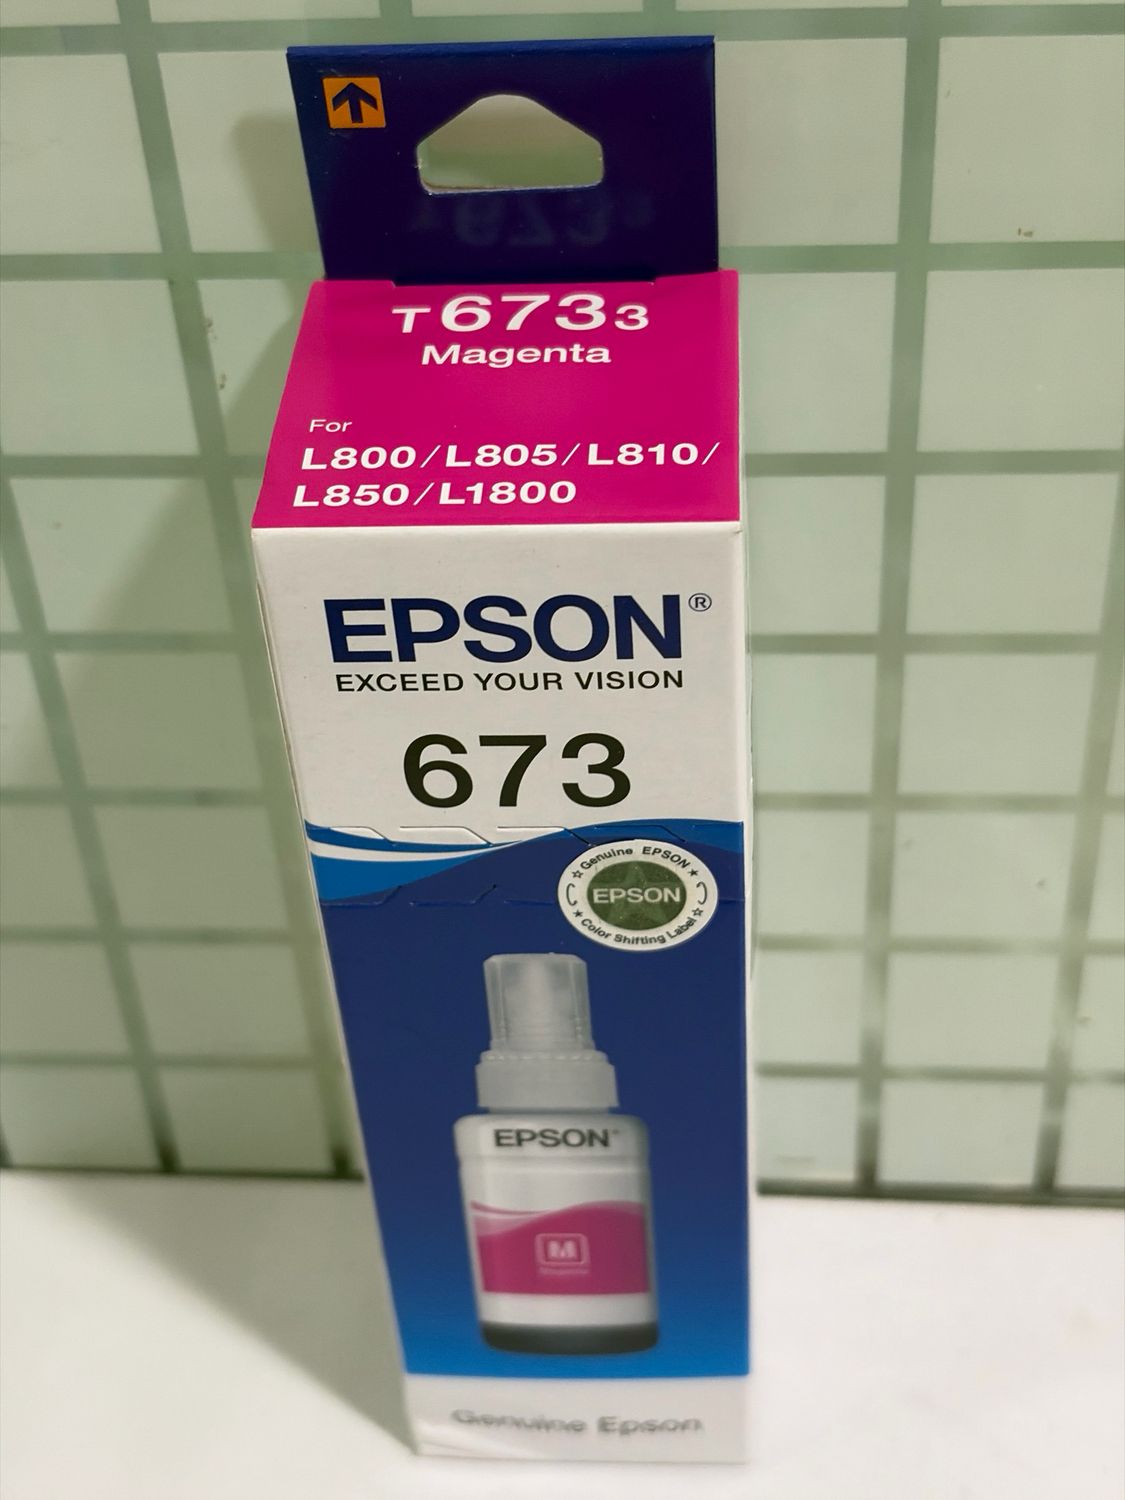 T6733
Magenta
For
L800/L805/L810/
L850/L1800
EPSON®
EXCEED YOUR VISION
673
Genuine EPSON
EPSON
Color Shifting Label
EPSON
M
Magenta
Genuine Epson